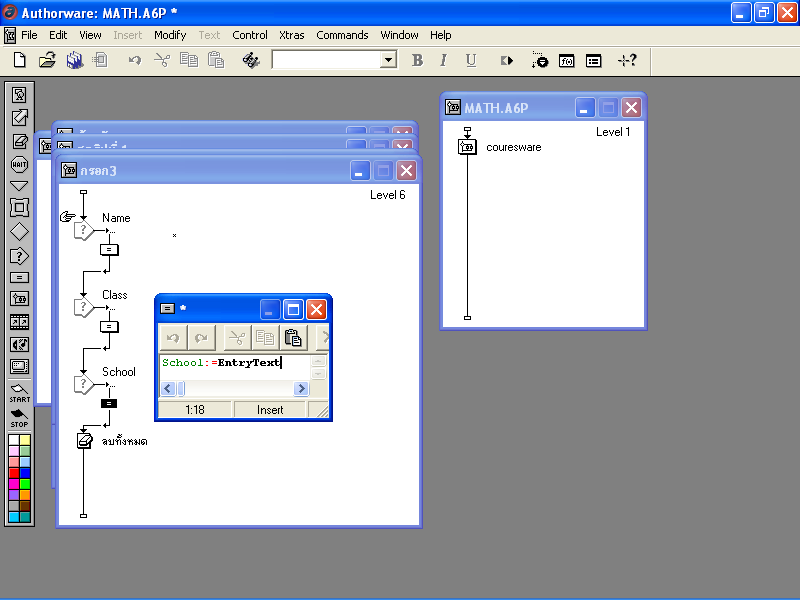 Authorware: MATH.A6P *
File Edit View Insert Modify Text Control Xtras Commands Window Help
B I U
MATH.A6P
Level 1
couresware
กรอก3
Level 6
Name
Class
School
ลบทั้งหมด
*
School:=EntryText
1:18 Insert
WAIT
START
STOP